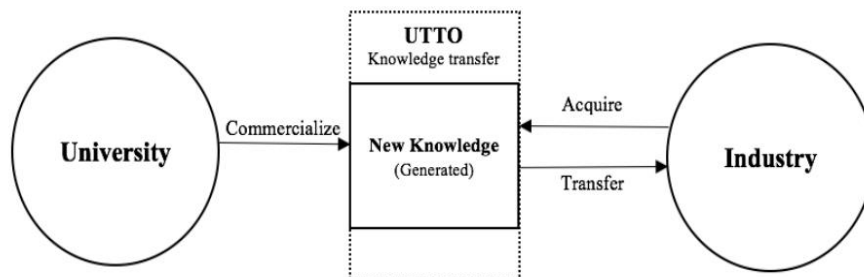 UTTO
Knowledge transfer
University
Commercialize
New Knowledge
(Generated)
Acquire
Transfer
Industry